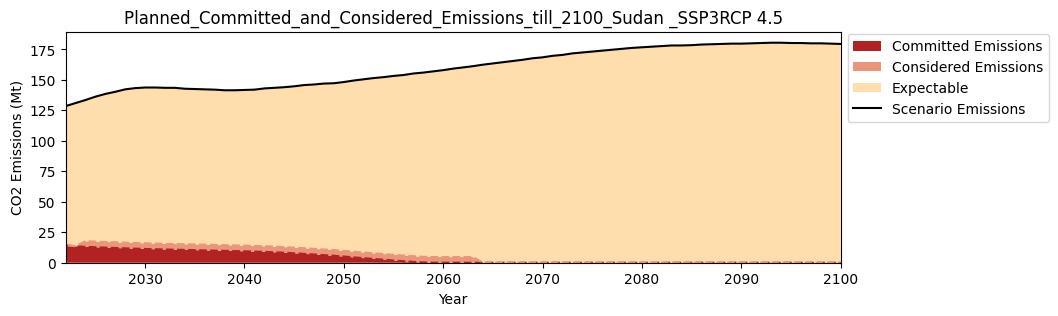 Planned_Committed_and_Considered_Emissions_till_2100_Sudan _SSP3RCP 4.5
CO2 Emissions (Mt)
175
150
125
100
75
50
25
0
2030
2040
2050
2060
2070
2080
2090
2100
Year
Committed Emissions
Considered Emissions
Expectable
Scenario Emissions